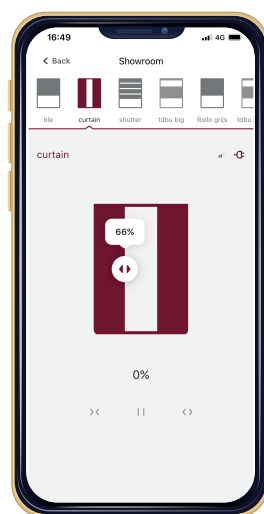 16:49
4G
Back
Showroom
ble
curtain
shutter
tdbu big
Rollo grijs
tdbu
curtain
66%
0%